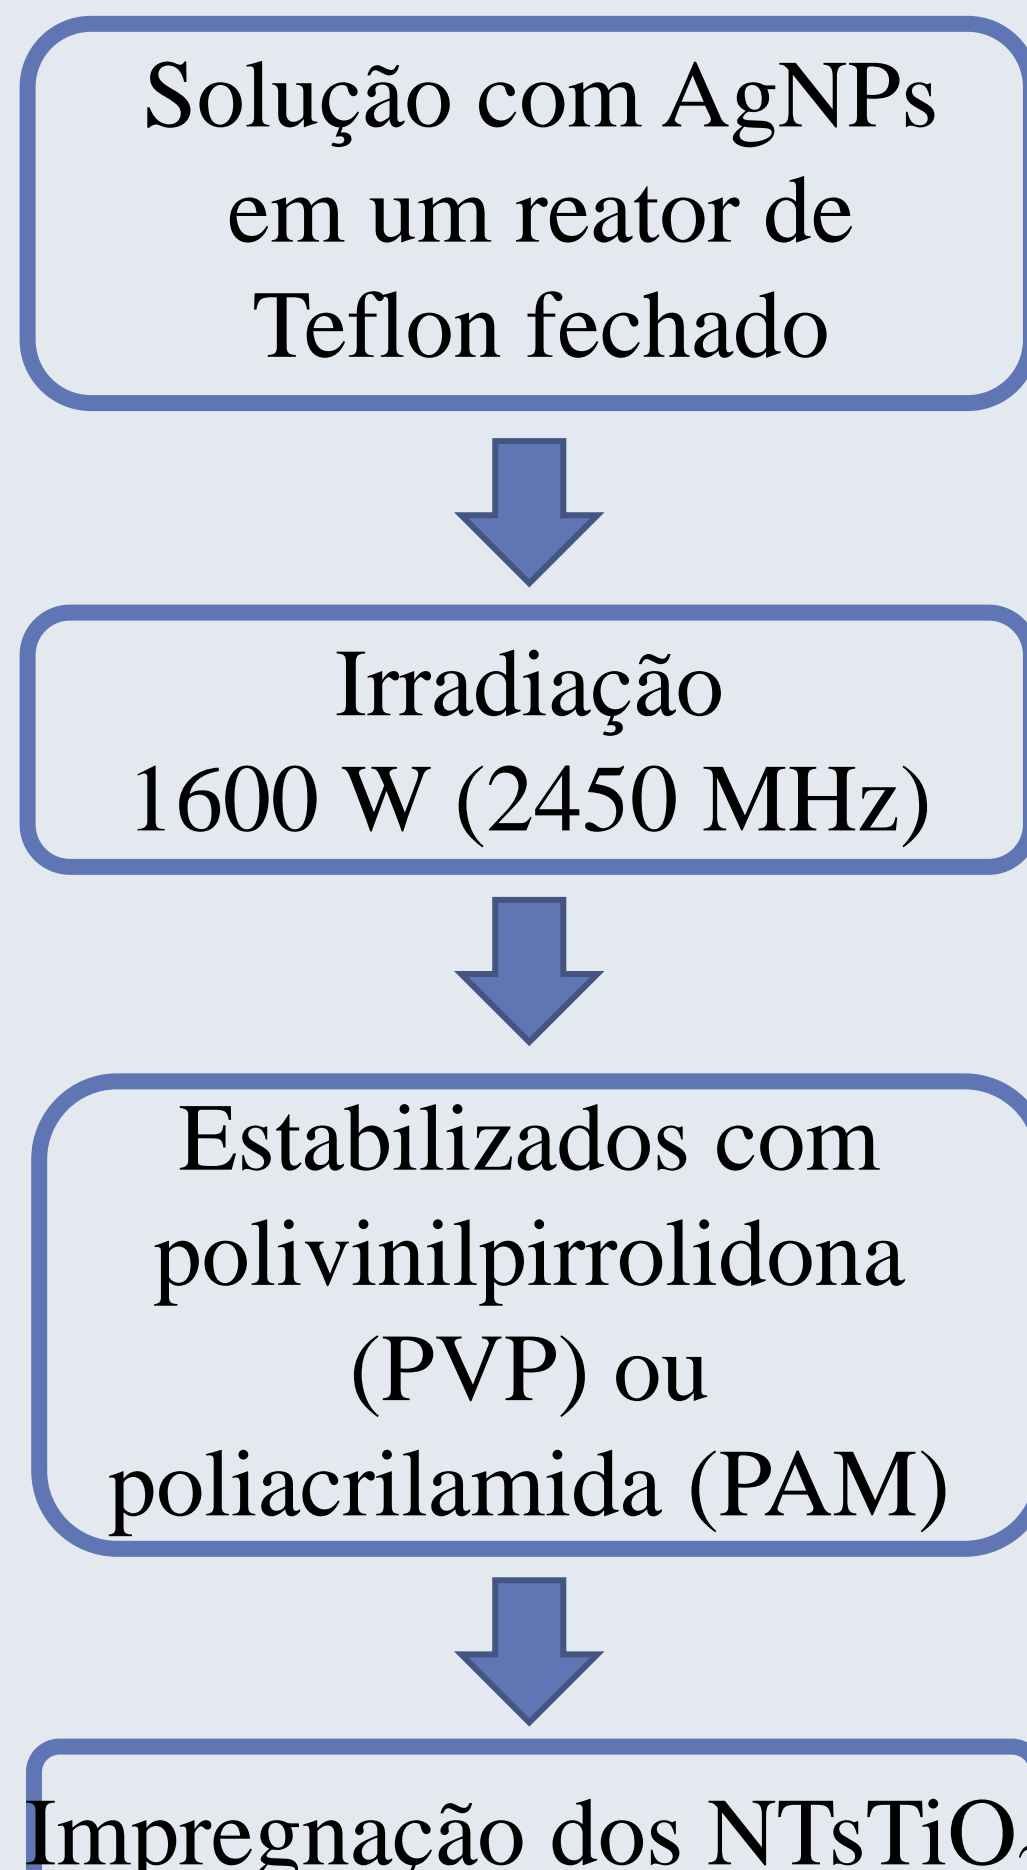 Solução com AgNPs
em um reator de
Teflon fechado
Irradiação
1600 W (2450 MHz)
Estabilizados com
polivinilpirrolidona
(PVP) ou
poliacrilamida (PAM)
Impregnação dos NTsTiO